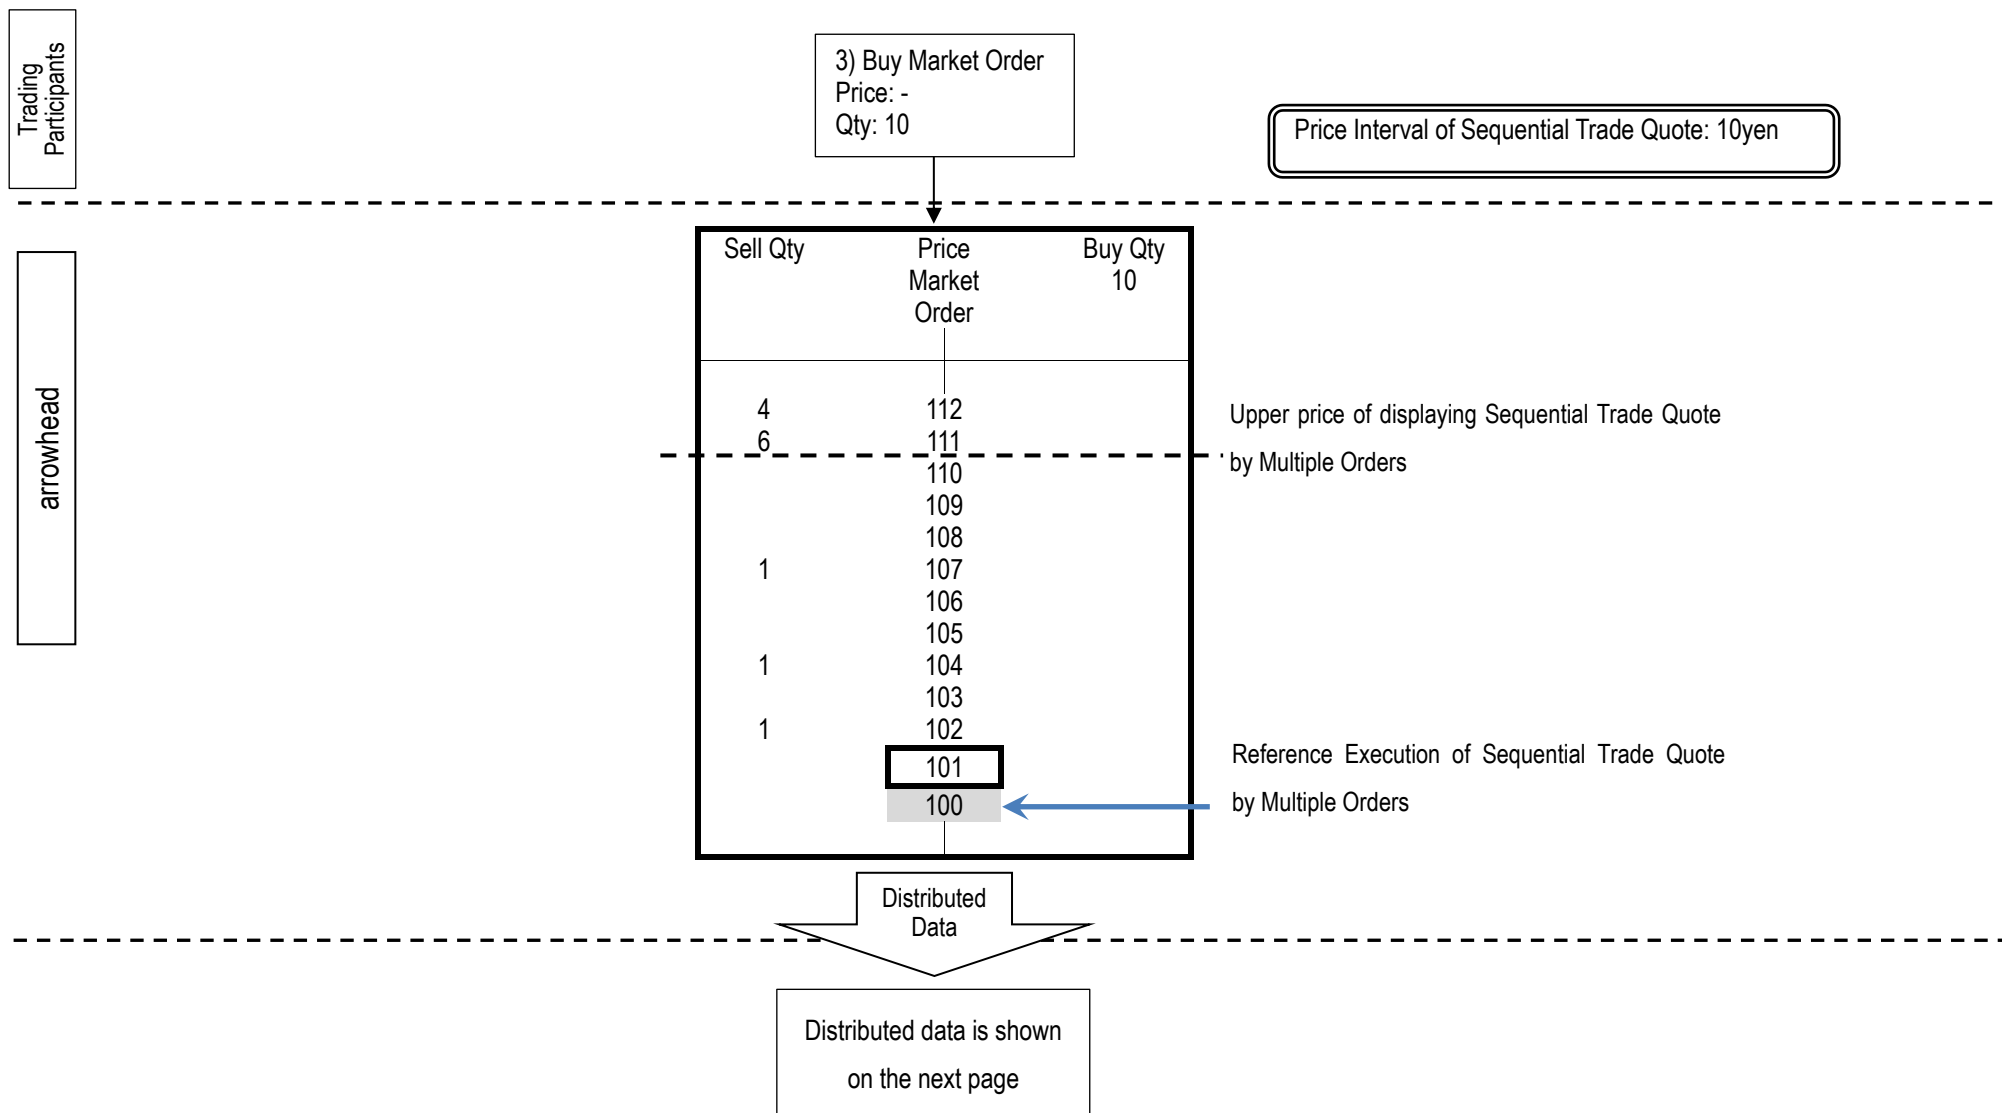 Trading
Participants
3) Buy Market Order
Price: -
Qty: 10
Price Interval of Sequential Trade Quote: 10yen
arrowhead
Sell Qty Price Buy Qty
Market 10
Order
4 112
6 111
110
109
108
1 107
106
105
1 104
103
1 102
101
100
Upper price of displaying Sequential Trade Quote
by Multiple Orders
Reference Execution of Sequential Trade Quote
by Multiple Orders
Distributed
Data
Distributed data is shown
on the next page